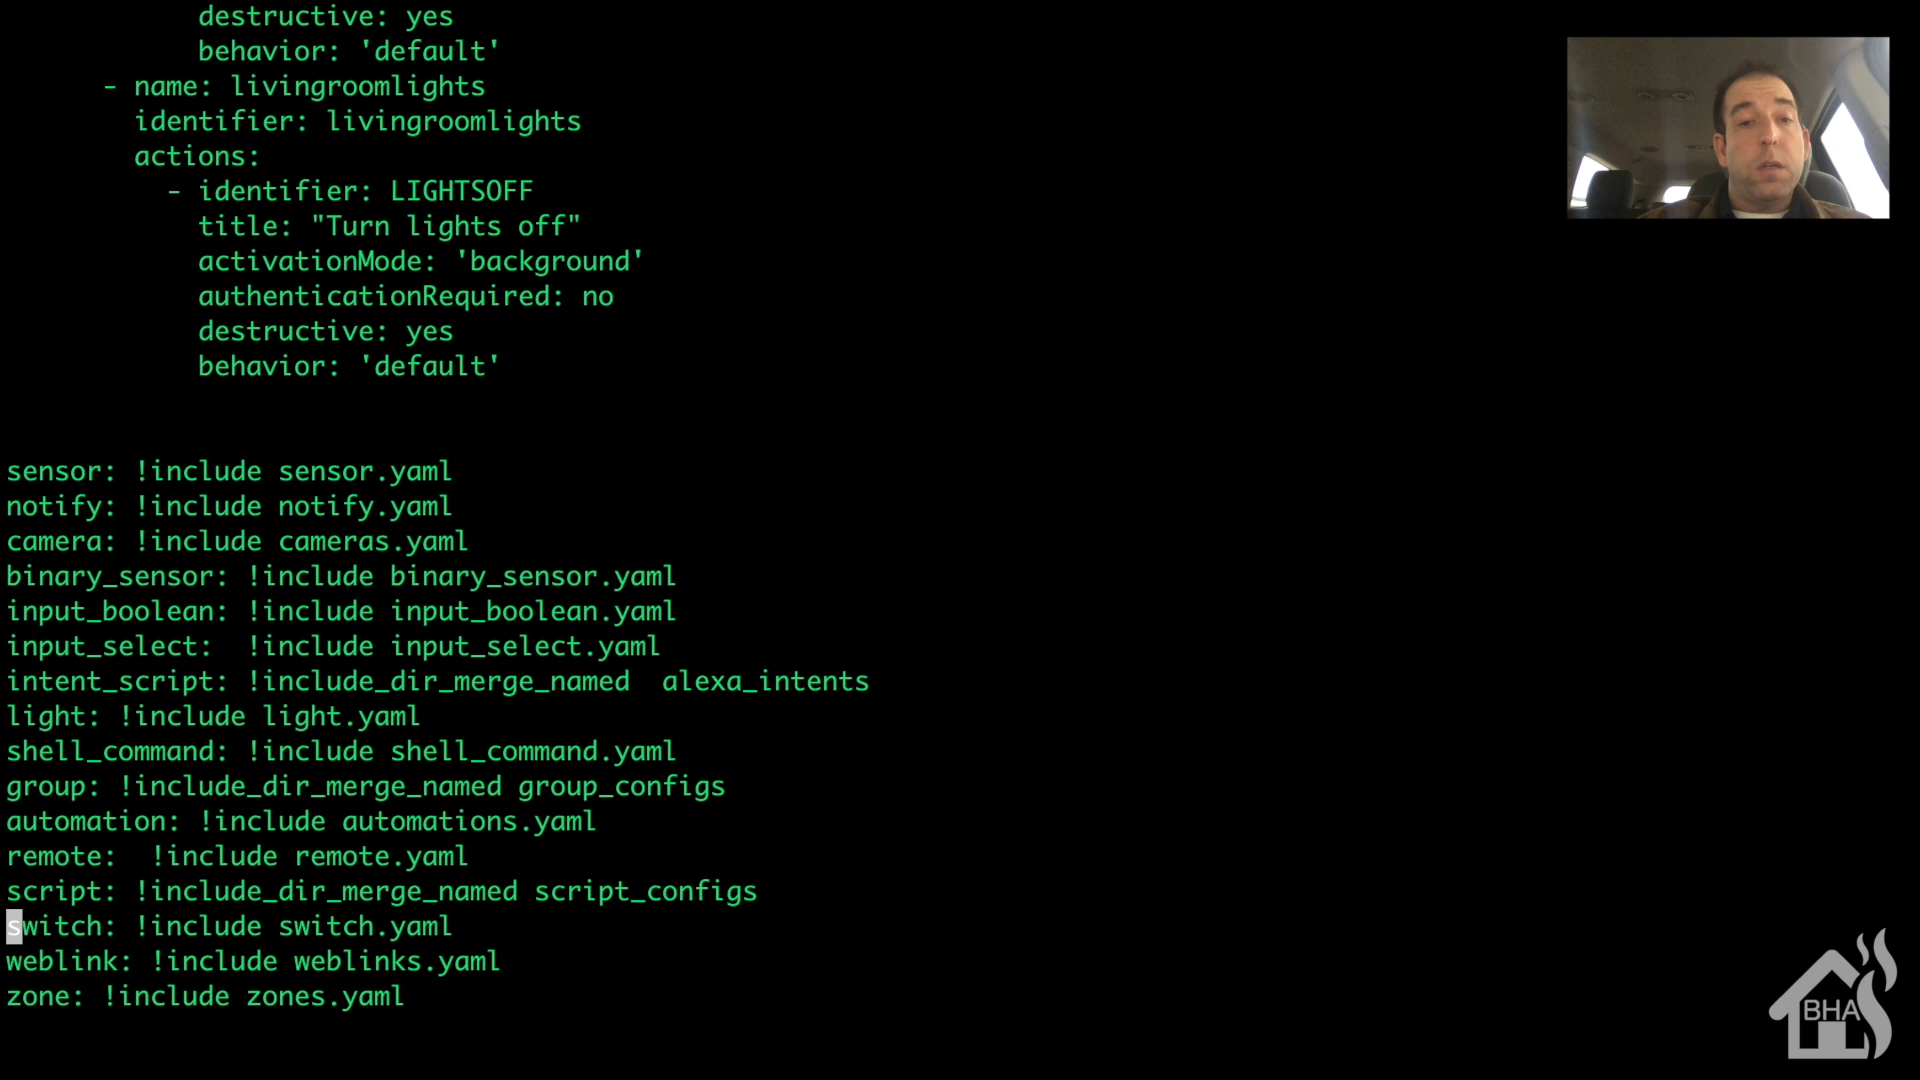 destructive: yes
behavior: 'default'
- name: livingroomlights
identifier: livingroomlights
actions:
- identifier: LIGHTSOFF
title: "Turn lights off"
activationMode: 'background'
authenticationRequired: no
destructive: yes
behavior: 'default'
sensor: !include sensor.yaml
notify: !include notify.yaml
camera: !include cameras.yaml
binary_sensor: !include binary_sensor.yaml
input_boolean: !include input_boolean.yaml
input_select:  !include input_select.yaml
intent_script: !include_dir_merge_named  alexa_intents
light: !include light.yaml
shell_command: !include shell_command.yaml
group: !include_dir_merge_named group_configs
automation: !include automations.yaml
remote:  !include remote.yaml
script: !include_dir_merge_named script_configs
switch: !include switch.yaml
weblink: !include weblinks.yaml
zone: !include zones.yaml
BHA